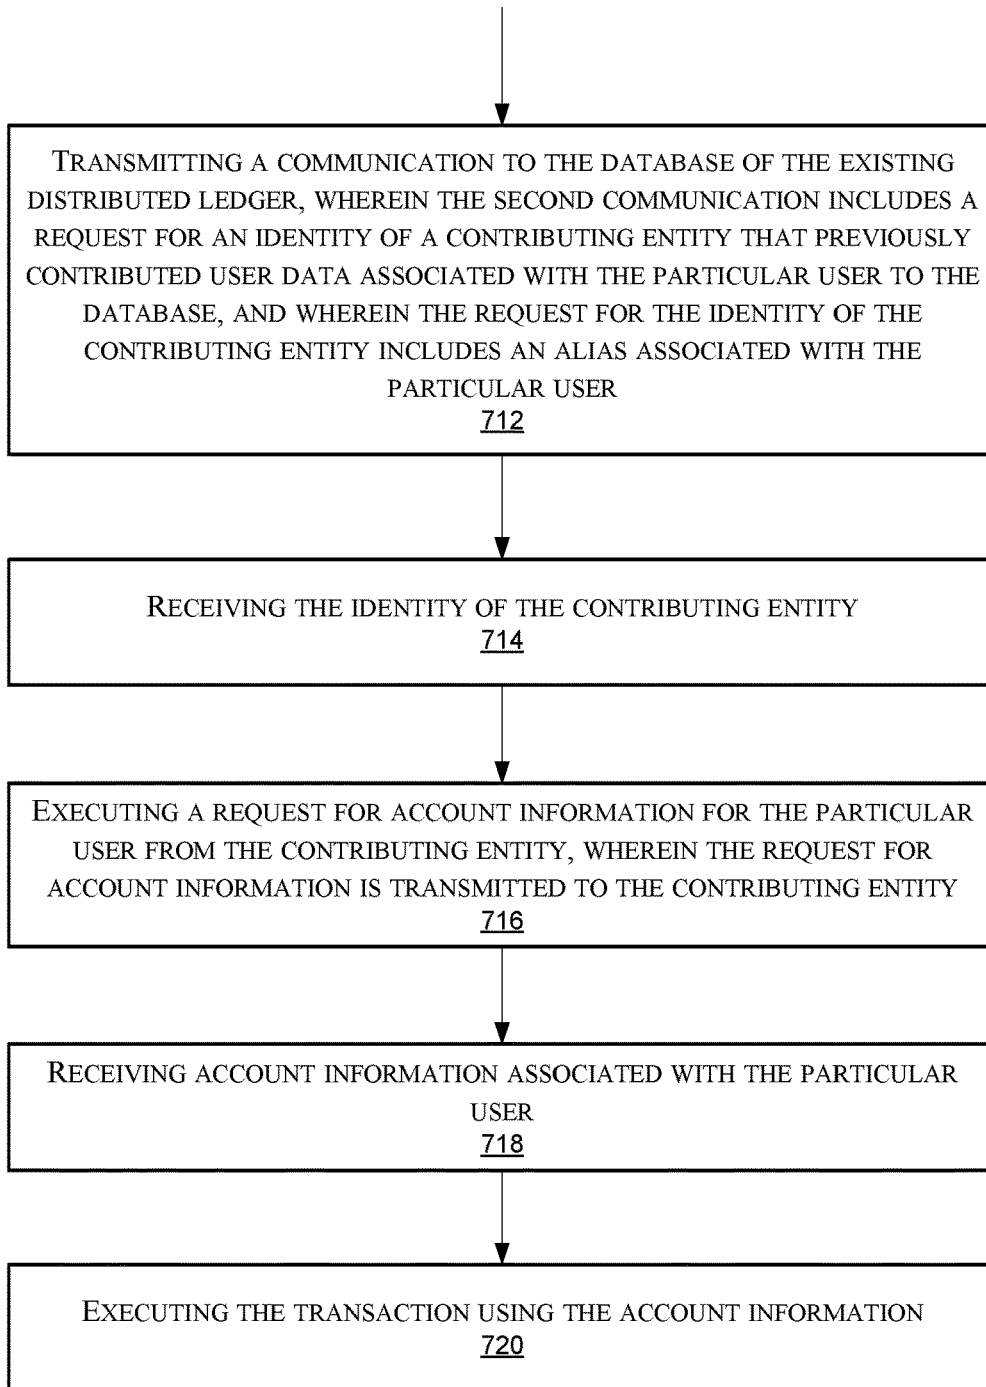 TRANSMITTING A COMMUNICATION TO THE DATABASE OF THE EXISTING
DISTRIBUTED LEDGER, WHEREIN THE SECOND COMMUNICATION INCLUDES A
REQUEST FOR AN IDENTITY OF A CONTRIBUTING ENTITY THAT PREVIOUSLY
CONTRIBUTED USER DATA ASSOCIATED WITH THE PARTICULAR USER TO THE
DATABASE, AND WHEREIN THE REQUEST FOR THE IDENTITY OF THE
CONTRIBUTING ENTITY INCLUDES AN ALIAS ASSOCIATED WITH THE
PARTICULAR USER
712
RECEIVING THE IDENTITY OF THE CONTRIBUTING ENTITY
714
EXECUTING A REQUEST FOR ACCOUNT INFORMATION FOR THE PARTICULAR
USER FROM THE CONTRIBUTING ENTITY, WHEREIN THE REQUEST FOR
ACCOUNT INFORMATION IS TRANSMITTED TO THE CONTRIBUTING ENTITY
716
RECEIVING ACCOUNT INFORMATION ASSOCIATED WITH THE PARTICULAR
USER
718
EXECUTING THE TRANSACTION USING THE ACCOUNT INFORMATION
720